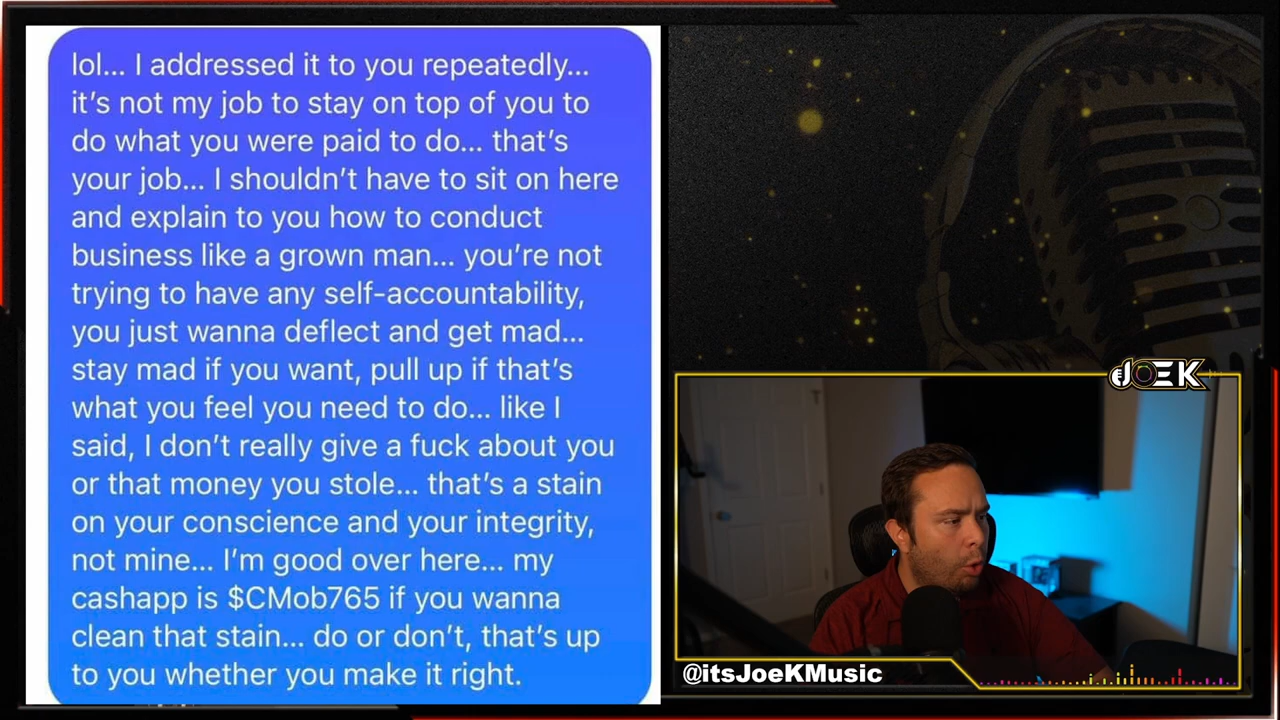 lol... I addressed it to you repeatedly...
it's not my job to stay on top of you to
do what you were paid to do... that's
your job... I shouldn't have to sit on here
and explain to you how to conduct
business like a grown man... you're not
trying to have any self-accountability,
you just wanna deflect and get mad...
stay mad if you want, pull up if that's
what you feel you need to do... like I
said, I don't really give a fuck about you
or that money you stole... that's a stain
on your conscience and your integrity,
not mine... I'm good over here... my
cashapp is $CMob765 if you wanna
clean that stain... do or don't, that's up
to you whether you make it right.
JOEK
@itsJoeKMusic